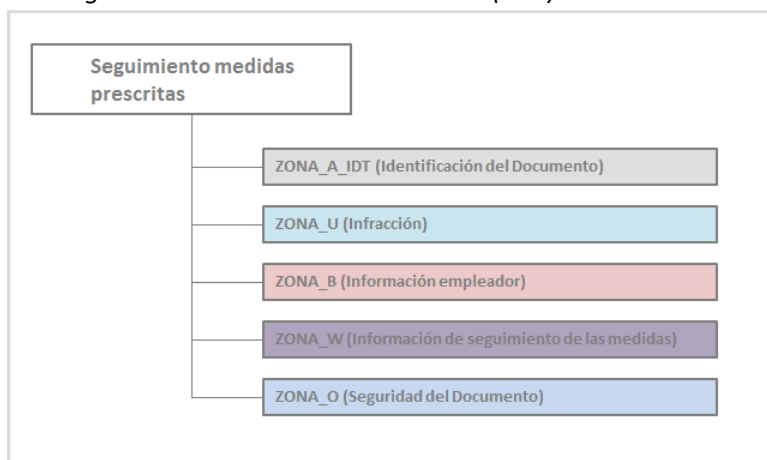 Seguimiento medidas
prescritas
ZONA_A_IDT (Identificación del Documento)
ZONA_U (Infracción)
ZONA_B (Información empleador)
ZONA_W (Información de seguimiento de las medidas)
ZONA_O (Seguridad del Documento)